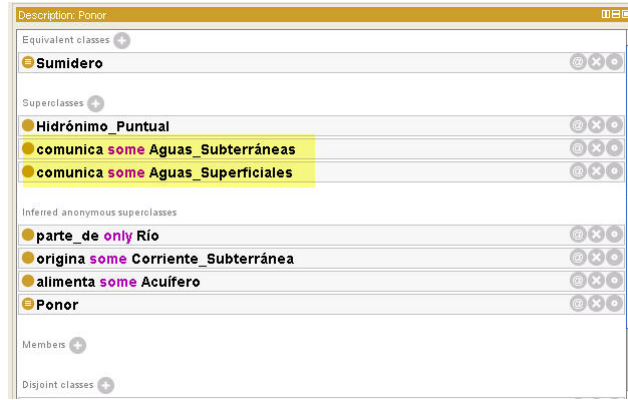 Description: Ponor
Equivalent classes
Sumidero
Superclasses
Hidrónimo_Puntual
comunica some Aguas_Subterráneas
comunica some Aguas_Superficiales
Inferred anonymous superclasses
parte_de only Río
origina some Corriente_Subterránea
alimenta some Acuífero
Ponor
Members
Disjoint classes